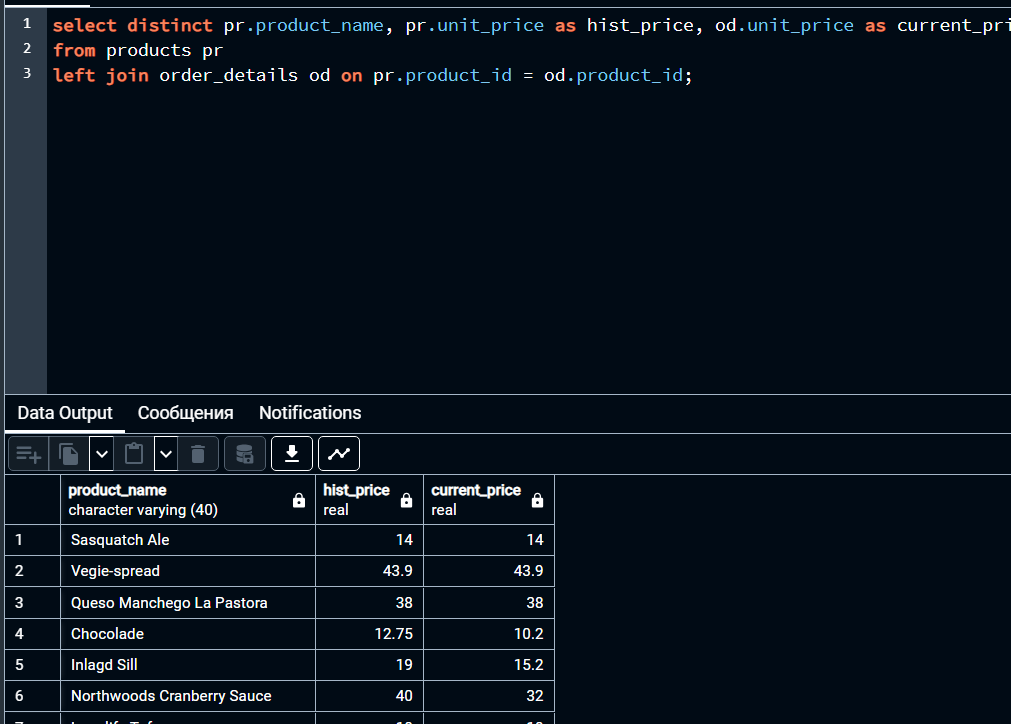 1 select distinct pr.product_name, pr.unit_price as hist_price, od.unit_price as current_pri
2 from products pr
3 left join order_details od on pr.product_id = od.product_id;
Data Output Сообщения Notifications
product_name hist_price current_price
character varying (40) real real
1 Sasquatch Ale 14 14
2 Vegie-spread 43.9 43.9
3 Queso Manchego La Pastora 38 38
4 Chocolade 12.75 10.2
5 Inlagd Sill 19 15.2
6 Northwoods Cranberry Sauce 40 32